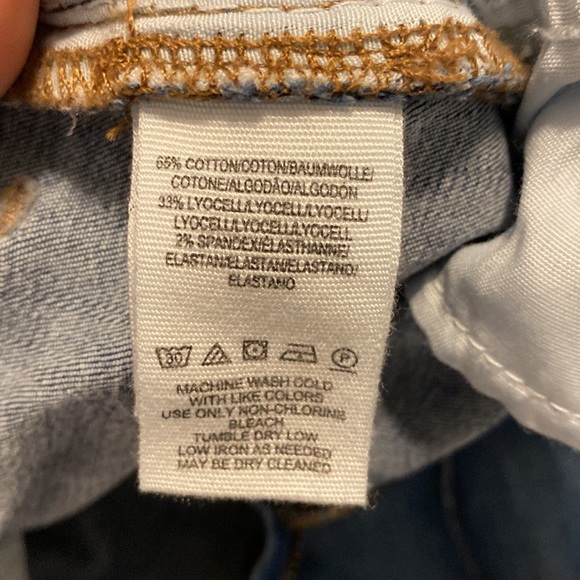 65% COTTON/COTON/BAUMWOLLE/
COTONE/ALGODÃO/ALGODÓN
33% LYOCELL/LYOCELL/LYOCELL/
LYOCELL/LYOCELL/LYOCELL
2% SPANDEX/ÉLASTHANNE/
ELASTAN/ELASTAN/ELASTANO/
ELASTANO
30 P
MACHINE WASH COLD
WITH LIKE COLORS
USE ONLY NON-CHLORINE
BLEACH
TUMBLE DRY LOW
LOW IRON AS NEEDED
MAY BE DRY CLEANED